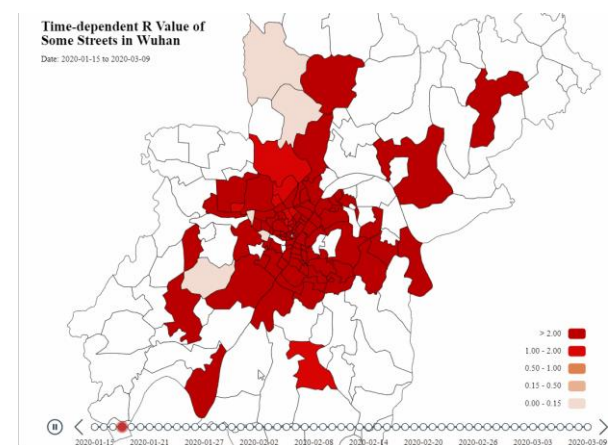 Time-dependent R Value of
Some Streets in Wuhan
Date: 2020-01-15 to 2020-03-09
> 2.00
1.00 - 2.00
0.50 - 1.00
0.15 - 0.50
0.00 - 0.15
2020-01-15 2020-01-21 2020-01-27 2020-02-02 2020-02-08 2020-02-14 2020-02-20 2020-02-26 2020-03-03 2020-03-09